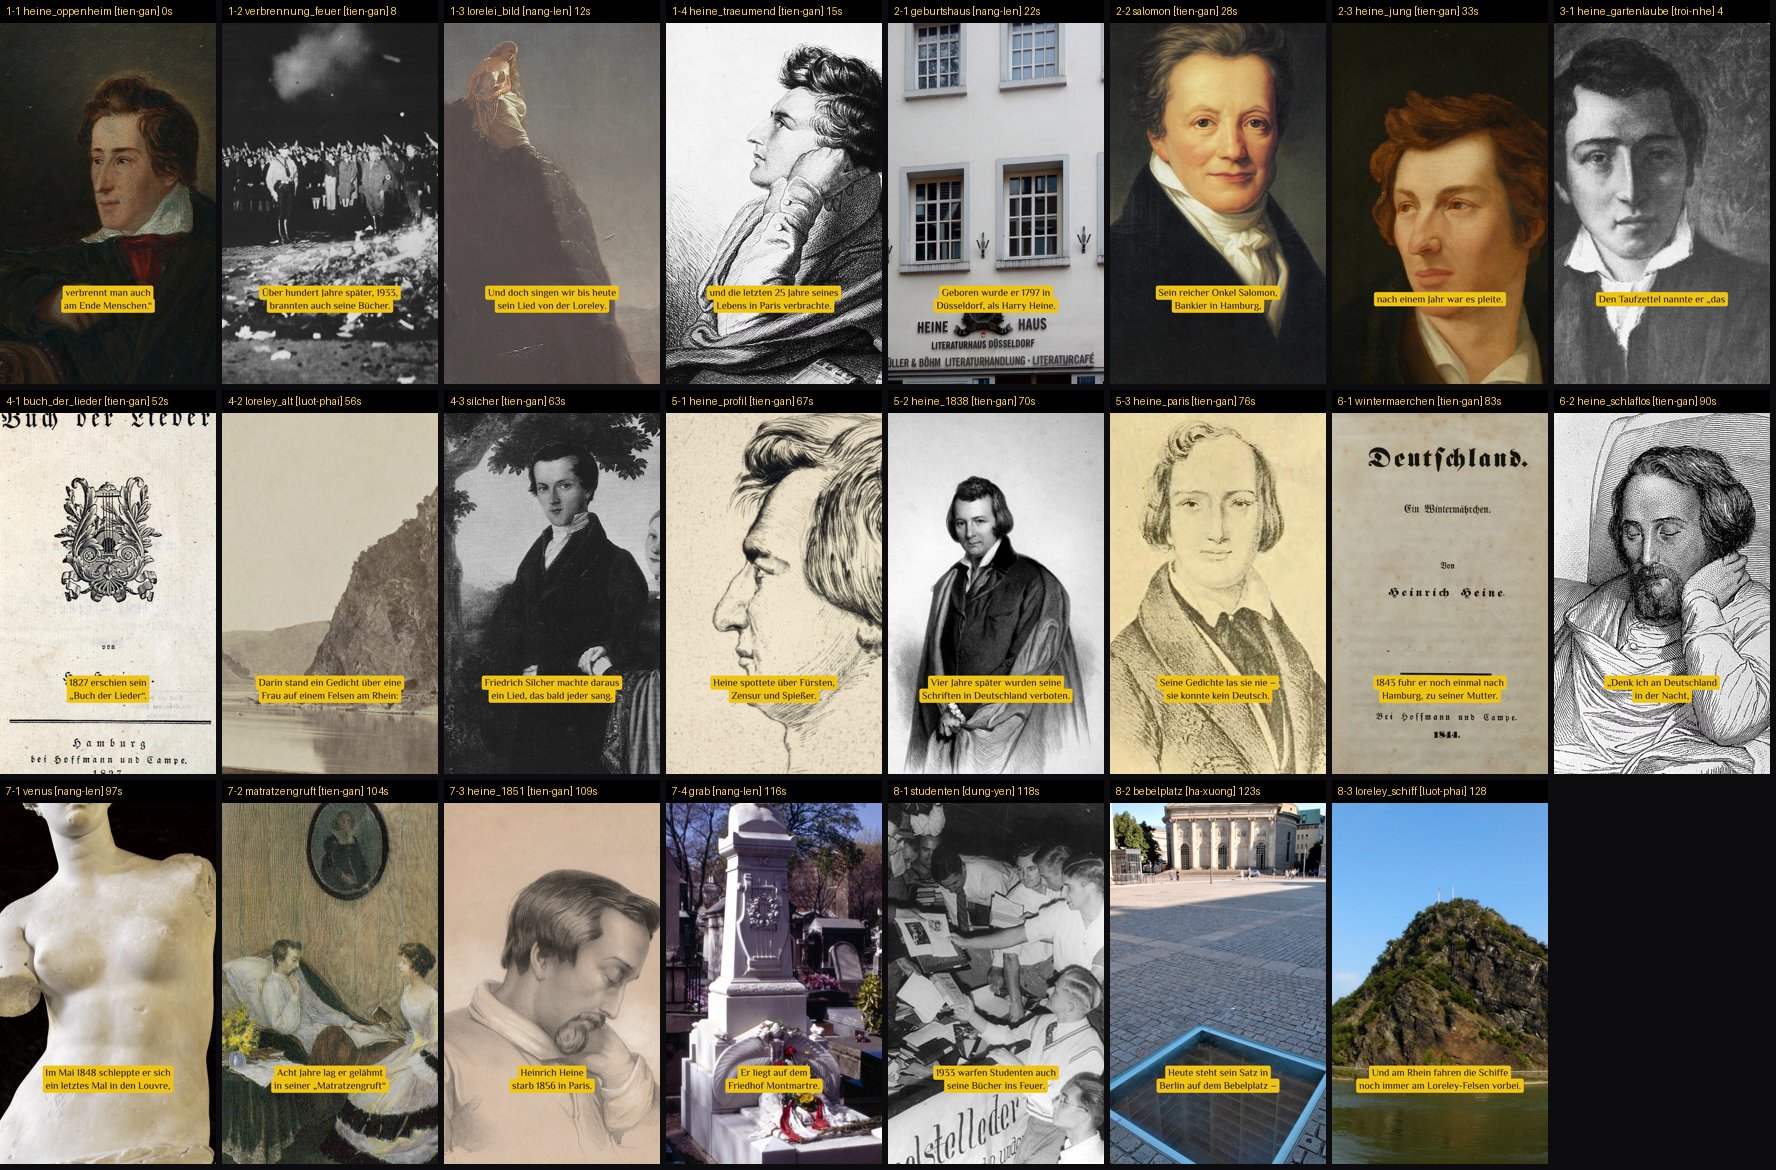 1-1 heine_oppenheim [tien-gan] 0s
verbrennt man auch
am Ende Menschen.“
1-2 verbrennung_feuer [tien-gan] 8
Über hundert Jahre später, 1933,
brannten auch seine Bücher.
1-3 lorelei_bild [nang-len] 12s
Und doch singen wir bis heute
sein Lied von der Loreley.
1-4 heine_traeumend [tien-gan] 15s
und die letzten 25 Jahre seines
Lebens in Paris verbrachte.
2-1 geburtshaus [nang-len] 22s
Geboren wurde er 1797 in
Düsseldorf, als Harry Heine.
HEINE HAUS
LITERATURHAUS DÜSSELDORF
ÜLLER & BÖHM LITERATURHANDLUNG · LITERATURCAFÉ
2-2 salomon [tien-gan] 28s
Sein reicher Onkel Salomon,
Bankier in Hamburg,
2-3 heine_jung [tien-gan] 33s
nach einem Jahr war es pleite.
3-1 heine_gartenlaube [troi-nhe] 4
Den Taufzettel nannte er „das
4-1 buch_der_lieder [tien-gan] 52s
Buch der Lieder
von
1827 erschien sein
„Buch der Lieder“.
Hamburg
bei Hoffmann und Campe.
1827
4-2 loreley_alt [luot-phai] 56s
Darin stand ein Gedicht über eine
Frau auf einem Felsen am Rhein:
4-3 silcher [tien-gan] 63s
Friedrich Silcher machte daraus
ein Lied, das bald jeder sang.
5-1 heine_profil [tien-gan] 67s
Heine spottete über Fürsten,
Zensur und Spießer.
5-2 heine_1838 [tien-gan] 70s
Vier Jahre später wurden seine
Schriften in Deutschland verboten.
5-3 heine_paris [tien-gan] 76s
Seine Gedichte las sie nie –
sie konnte kein Deutsch.
6-1 wintermaerchen [tien-gan] 83s
Deutschland.
Ein Wintermährchen.
Von
Heinrich Heine.
1843 fuhr er noch einmal nach
Hamburg, zu seiner Mutter.
Bei Hoffmann und Campe.
1844.
6-2 heine_schlaflos [tien-gan] 90s
„Denk ich an Deutschland
in der Nacht,
7-1 venus [nang-len] 97s
Im Mai 1848 schleppte er sich
ein letztes Mal in den Louvre,
7-2 matratzengruft [tien-gan] 104s
Acht Jahre lag er gelähmt
in seiner „Matratzengruft“
7-3 heine_1851 [tien-gan] 109s
Heinrich Heine
starb 1856 in Paris.
7-4 grab [nang-len] 116s
Er liegt auf dem
Friedhof Montmartre.
8-1 studenten [dung-yen] 118s
1933 warfen Studenten auch
seine Bücher ins Feuer.
8-2 bebelplatz [ha-xuong] 123s
Heute steht sein Satz in
Berlin auf dem Bebelplatz –
8-3 loreley_schiff [luot-phai] 128
Und am Rhein fahren die Schiffe
noch immer am Loreley-Felsen vorbei.